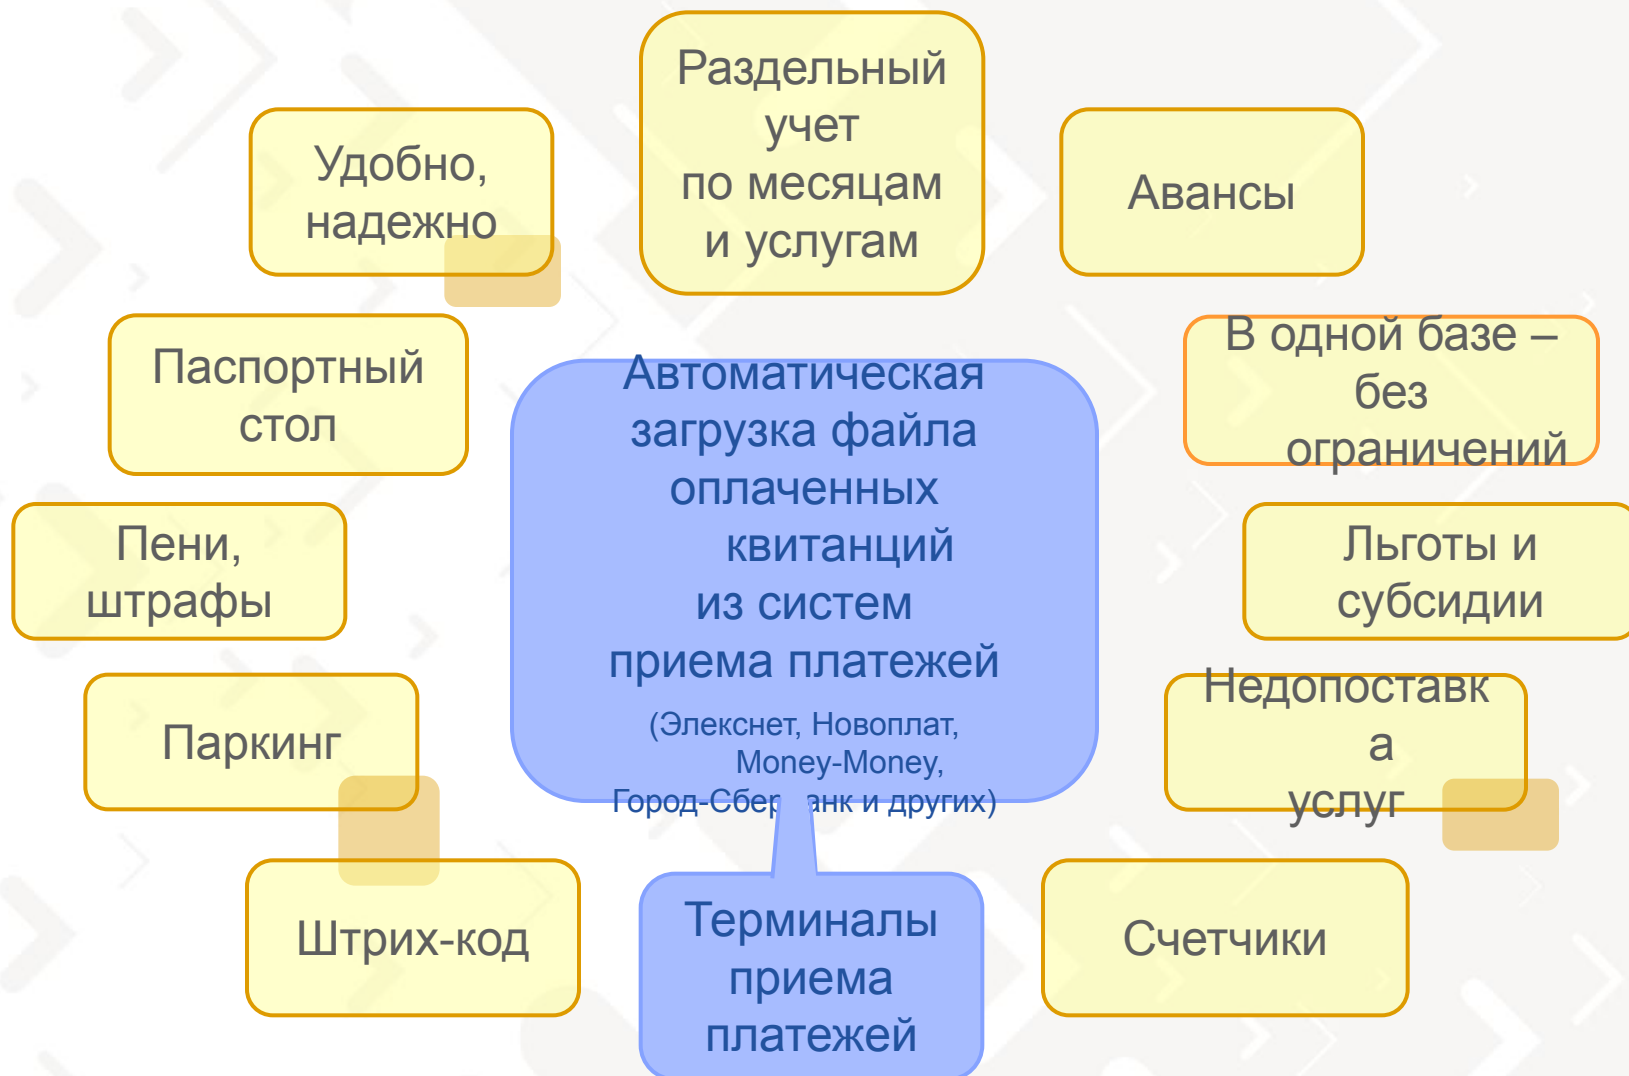 Раздельный
учет
по месяцам
и услугам
Удобно,
надежно
Авансы
Паспортный
стол
В одной базе –
без
ограничений
Автоматическая
загрузка файла
оплаченных
квитанций
из систем
приема платежей
(Элекснет, Новоплат,
Money-Money,
Город-Сбербанк и других)
Пени,
штрафы
Льготы и
субсидии
Паркинг
Недопоставк
а
услуг
Штрих-код
Терминалы
приема
платежей
Счетчики